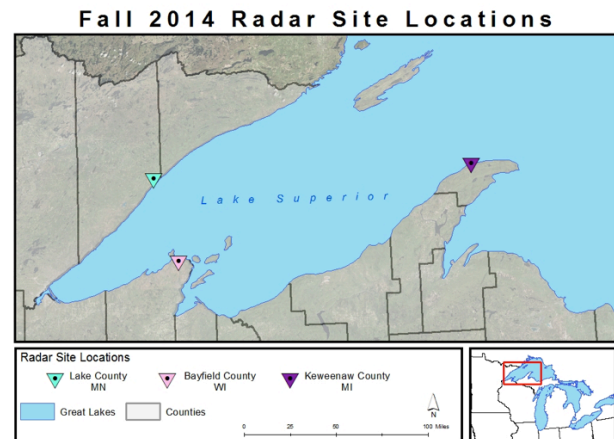 Fall 2014 Radar Site Locations
Lake Superior
Radar Site Locations
Lake County
MN
Bayfield County
WI
Keweenaw County
MI
Great Lakes
Counties
N
0 25 50 100 Miles